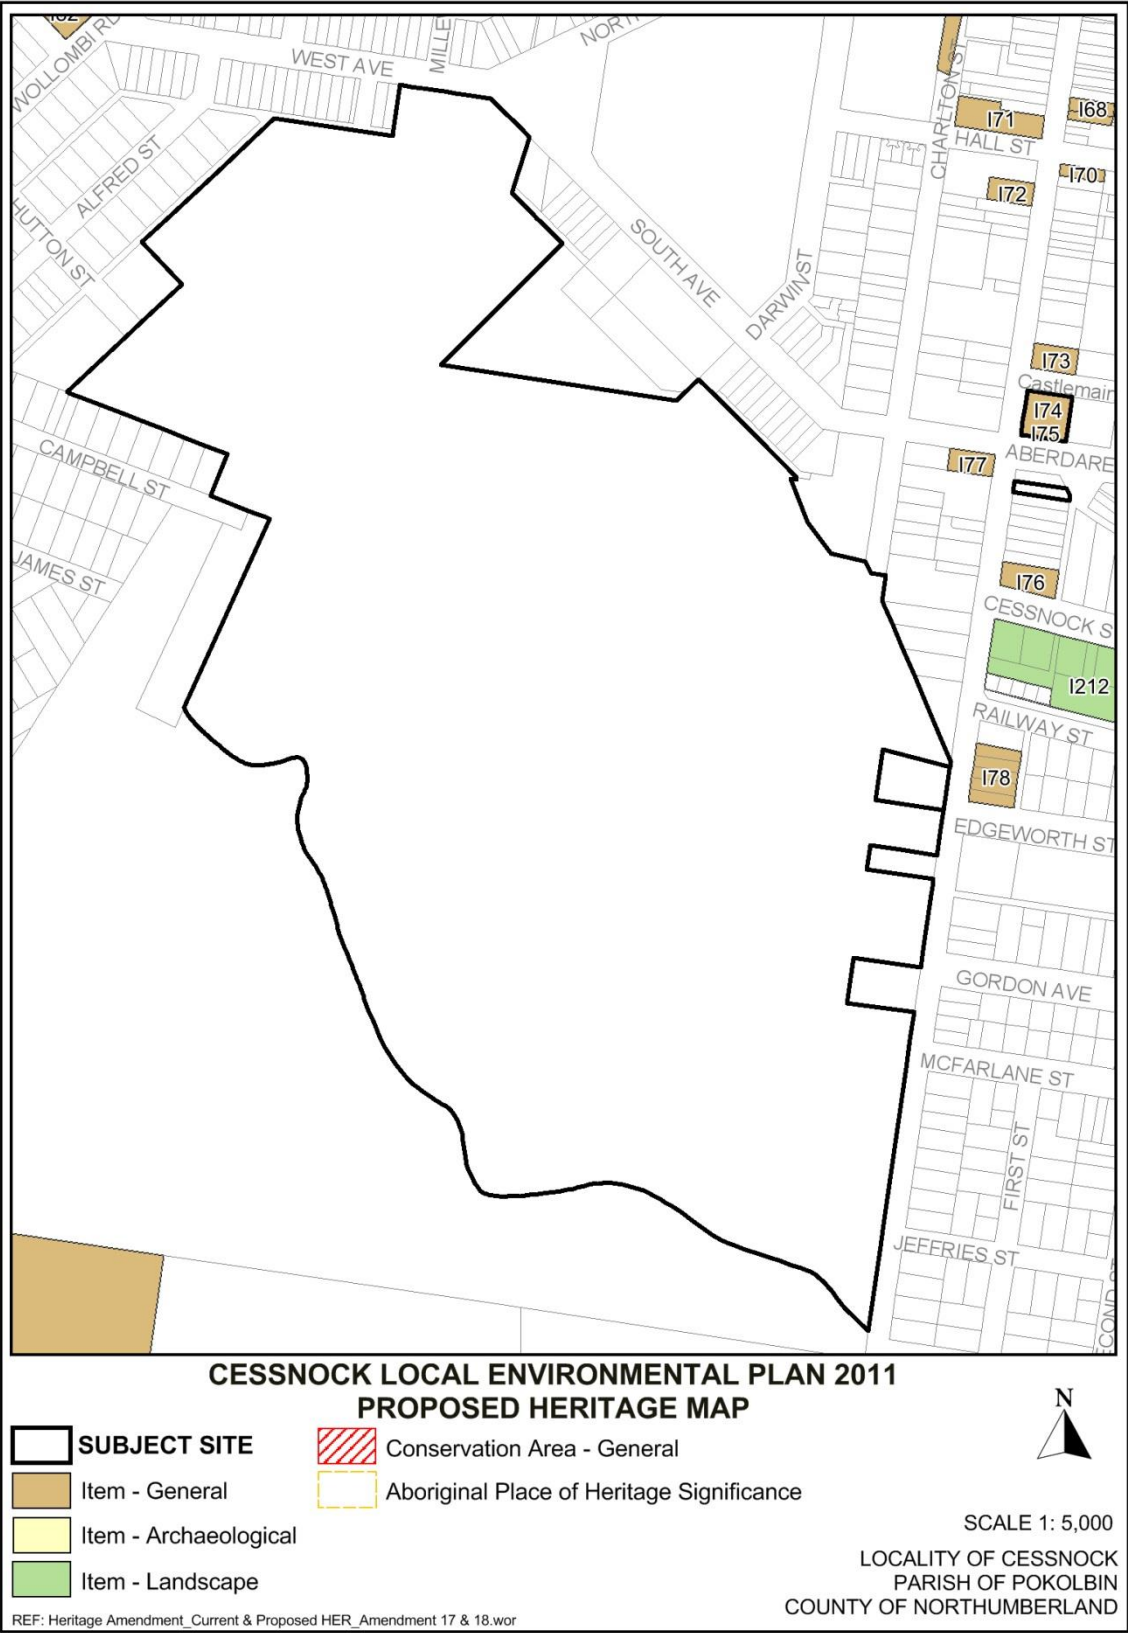 I82
WOLLOMBI RD
WEST AVE
MILLE
NORT
CHARLTON ST
I71
I68
HALL ST
I70
I72
ALFRED ST
HUTTON ST
SOUTH AVE
DARWIN ST
I73
Castlemain
I74
I75
ABERDARE
I77
CAMPBELL ST
JAMES ST
I76
CESSNOCK S
I212
RAILWAY ST
I78
EDGEWORTH ST
GORDON AVE
MCFARLANE ST
FIRST ST
JEFFRIES ST
ECOND ST
CESSNOCK LOCAL ENVIRONMENTAL PLAN 2011
PROPOSED HERITAGE MAP
N
SUBJECT SITE
Conservation Area - General
Item - General
Aboriginal Place of Heritage Significance
Item - Archaeological
Item - Landscape
SCALE 1: 5,000
LOCALITY OF CESSNOCK
PARISH OF POKOLBIN
COUNTY OF NORTHUMBERLAND
REF: Heritage Amendment_Current & Proposed HER_Amendment 17 & 18.wor